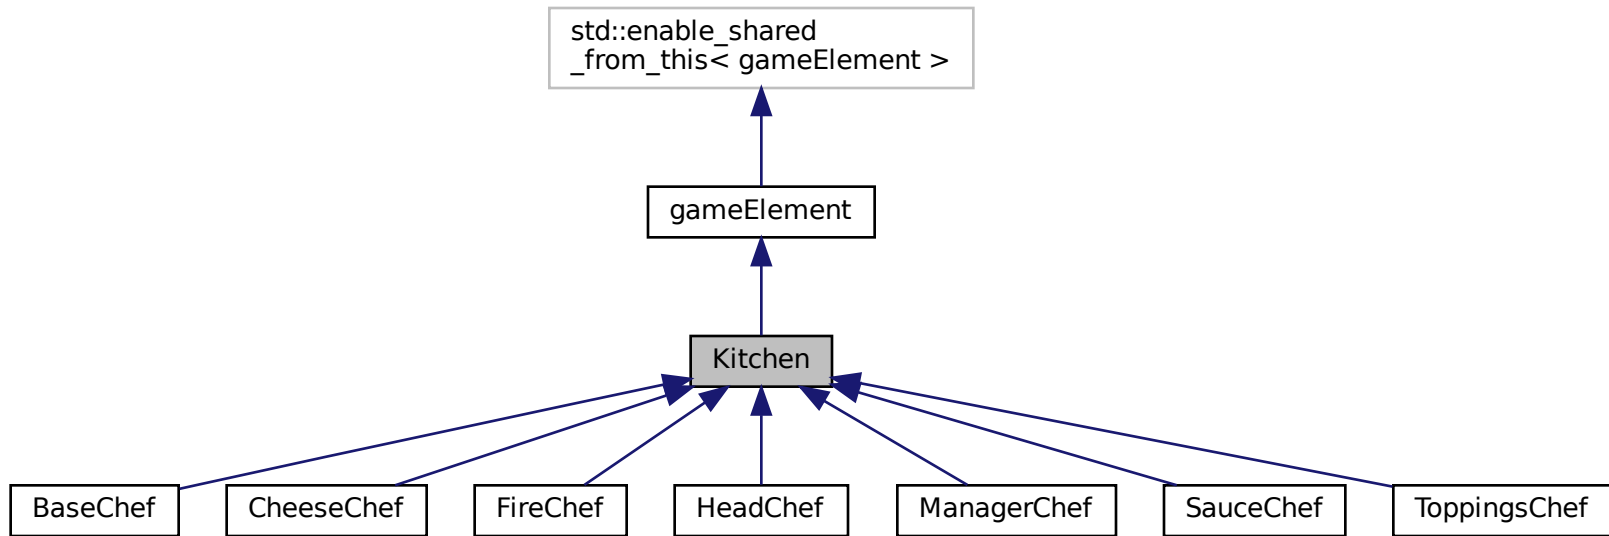 std::enable_shared
_from_this< gameElement >
gameElement
Kitchen
BaseChef
CheeseChef
FireChef
HeadChef
ManagerChef
SauceChef
ToppingsChef